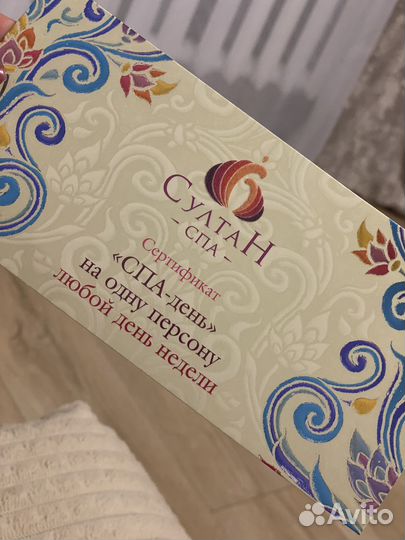 Султан
- спа -
Сертификат
«СПА-день»
на одну персону
любой день недели
Avito